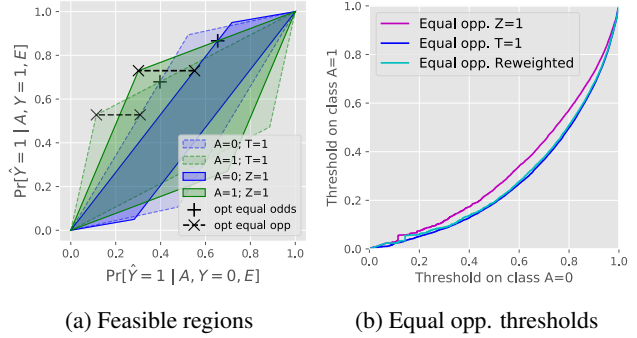 Pr[Ŷ = 1 | A, Y = 1, E]
1.0
0.8
0.6
0.4
0.2
0.0
A=0; T=1
A=1; T=1
A=0; Z=1
A=1; Z=1
opt equal odds
opt equal opp
0.0 0.2 0.4 0.6 0.8 1.0
Pr[Ŷ = 1 | A, Y = 0, E]
(a) Feasible regions
Threshold on class A=1
1.0
0.8
0.6
0.4
0.2
0.0
Equal opp. Z=1
Equal opp. T=1
Equal opp. Reweighted
0.0 0.2 0.4 0.6 0.8 1.0
Threshold on class A=0
(b) Equal opp. thresholds